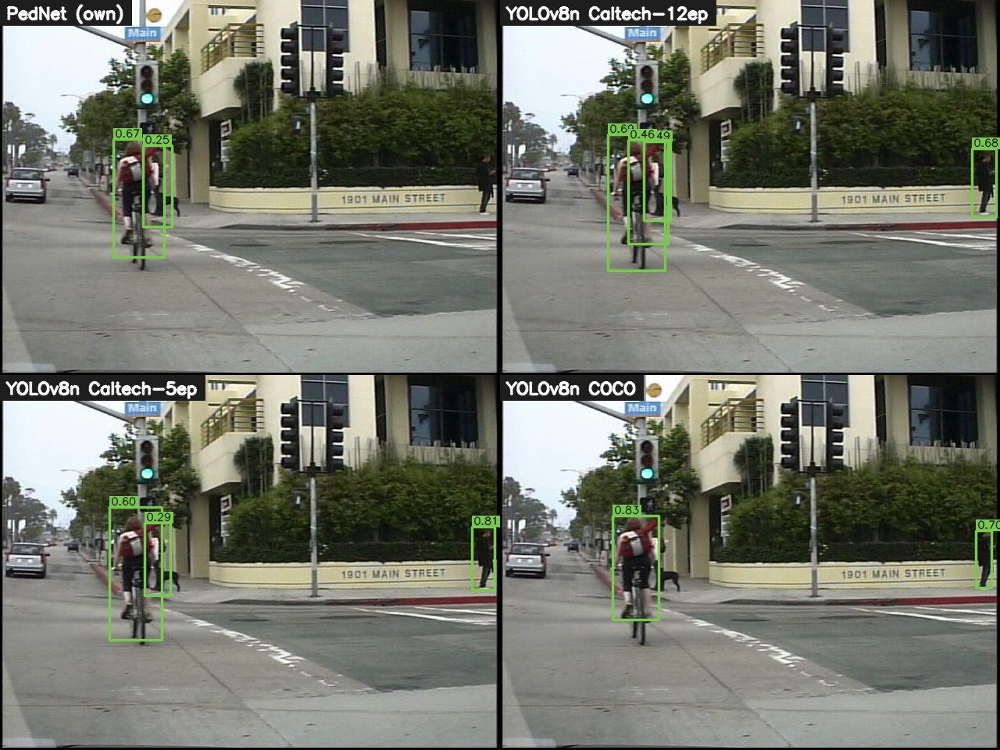 PedNet (own)
Main
0.67
0.25
1901 MAIN STREET
YOLOv8n Caltech-12ep
Main
0.46
49
0.68
1901 MAIN STREET
YOLOv8n Caltech-5ep
Main
0.60
0.29
0.81
1901 MAIN STREET
YOLOv8n COCO
Main
0.83
0.70
1901 MAIN STREET